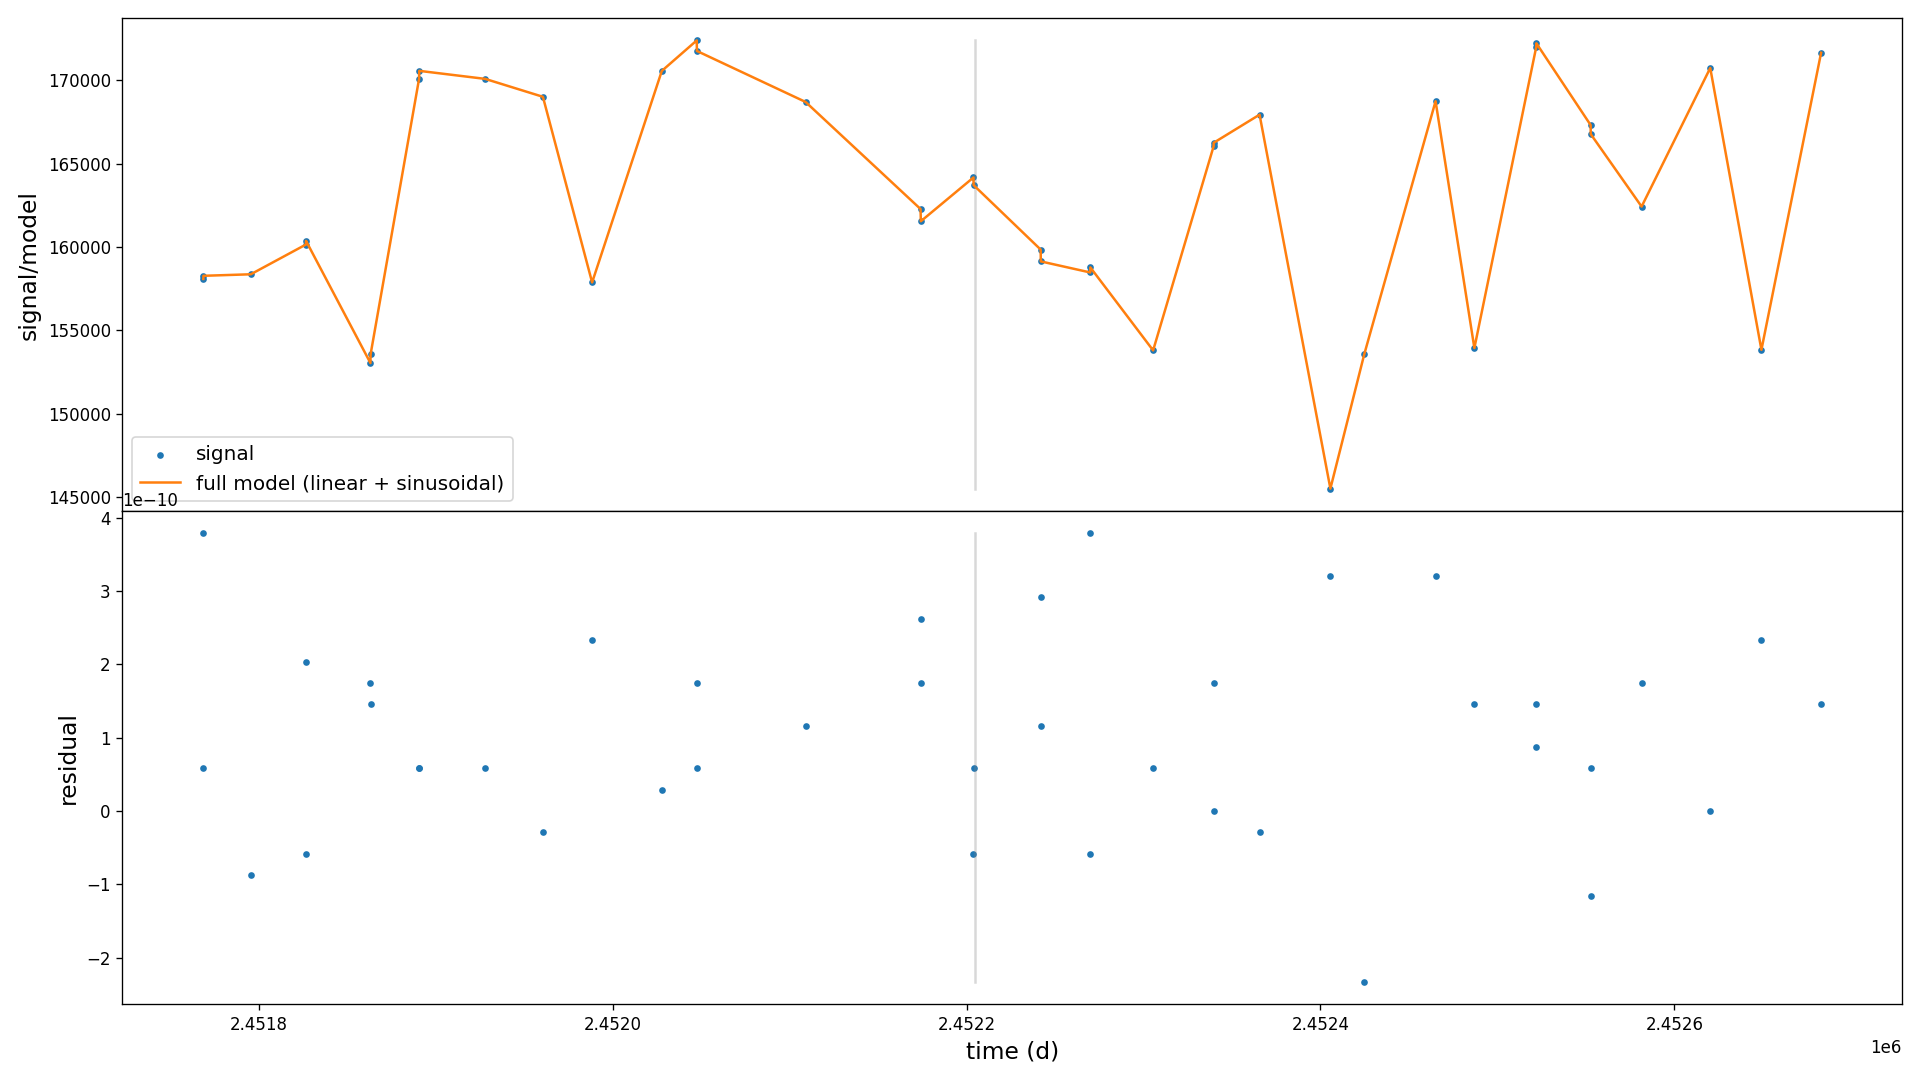 170000
165000
160000
155000
150000
145000
signal/model
signal
full model (linear + sinusoidal)
1e−10
4
3
2
1
0
−1
−2
residual
2.4518
2.4520
2.4522
2.4524
2.4526
time (d)
1e6